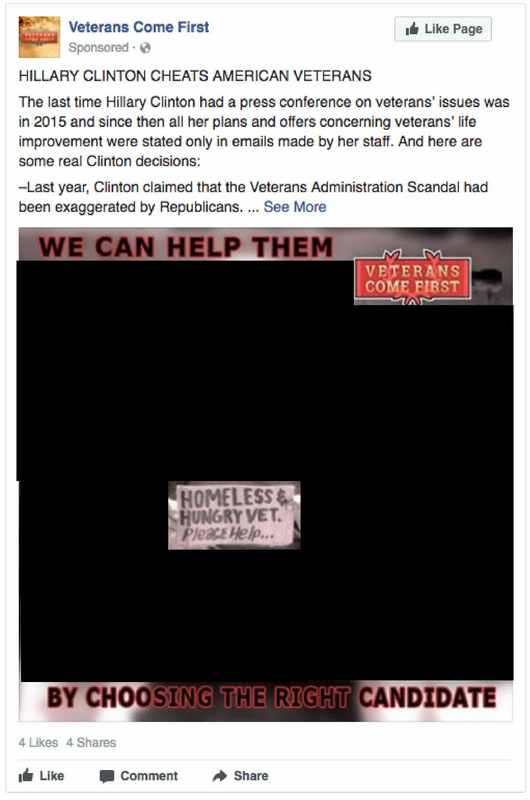 Veterans Come First
Like Page
Sponsored ·
HILLARY CLINTON CHEATS AMERICAN VETERANS
The last time Hillary Clinton had a press conference on veterans' issues was
in 2015 and since then all her plans and offers concerning veterans' life
improvement were stated only in emails made by her staff. And here are
some real Clinton decisions:
–Last year, Clinton claimed that the Veterans Administration Scandal had
been exaggerated by Republicans. ... See More
WE CAN HELP THEM
VETERANS
COME FIRST
HOMELESS &
HUNGRY VET.
PLEASE Help...
BY CHOOSING THE RIGHT CANDIDATE
4 Likes 4 Shares
Like Comment Share